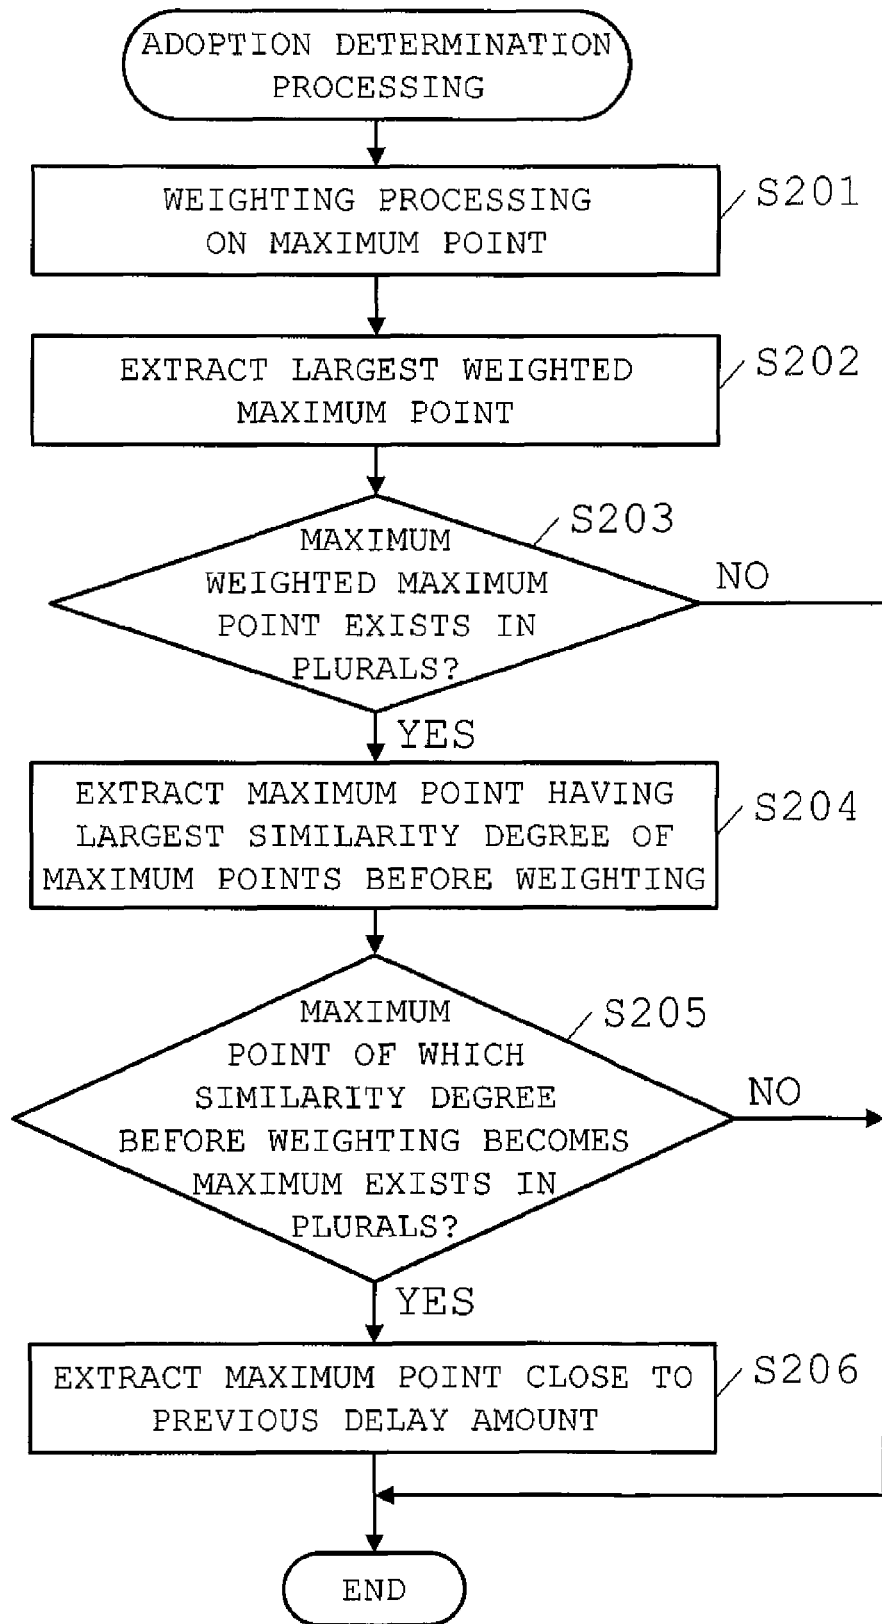 ADOPTION DETERMINATION
PROCESSING
WEIGHTING PROCESSING
ON MAXIMUM POINT
S201
EXTRACT LARGEST WEIGHTED
MAXIMUM POINT
S202
MAXIMUM
WEIGHTED MAXIMUM
POINT EXISTS IN
PLURALS?
S203
NO
YES
EXTRACT MAXIMUM POINT HAVING
LARGEST SIMILARITY DEGREE OF
MAXIMUM POINTS BEFORE WEIGHTING
S204
MAXIMUM
POINT OF WHICH
SIMILARITY DEGREE
BEFORE WEIGHTING BECOMES
MAXIMUM EXISTS IN
PLURALS?
S205
NO
YES
EXTRACT MAXIMUM POINT CLOSE TO
PREVIOUS DELAY AMOUNT
S206
END